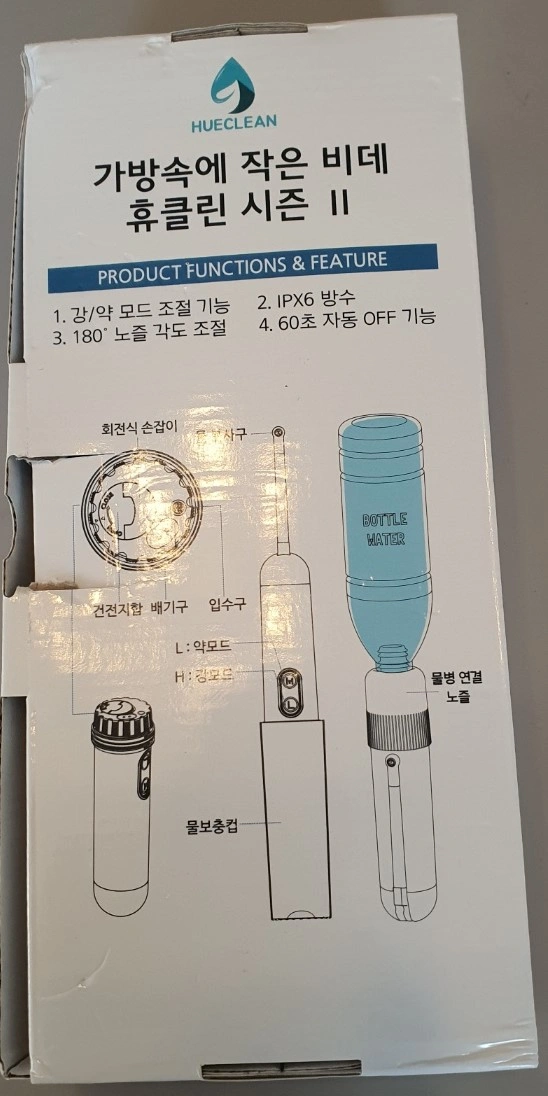 HUECLEAN
가방속에 작은 비데
휴클린 시즌 II
PRODUCT FUNCTIONS & FEATURE
1. 강/약 모드 조절 기능 2. IPX6 방수
3. 180° 노즐 각도 조절 4. 60초 자동 OFF 기능
회전식 손잡이
CLOSE
BOTTLE
WATER
건전지함 배기구 입수구
L : 약모드
H : 강모드
H
L
물병 연결
노즐
물보충컵